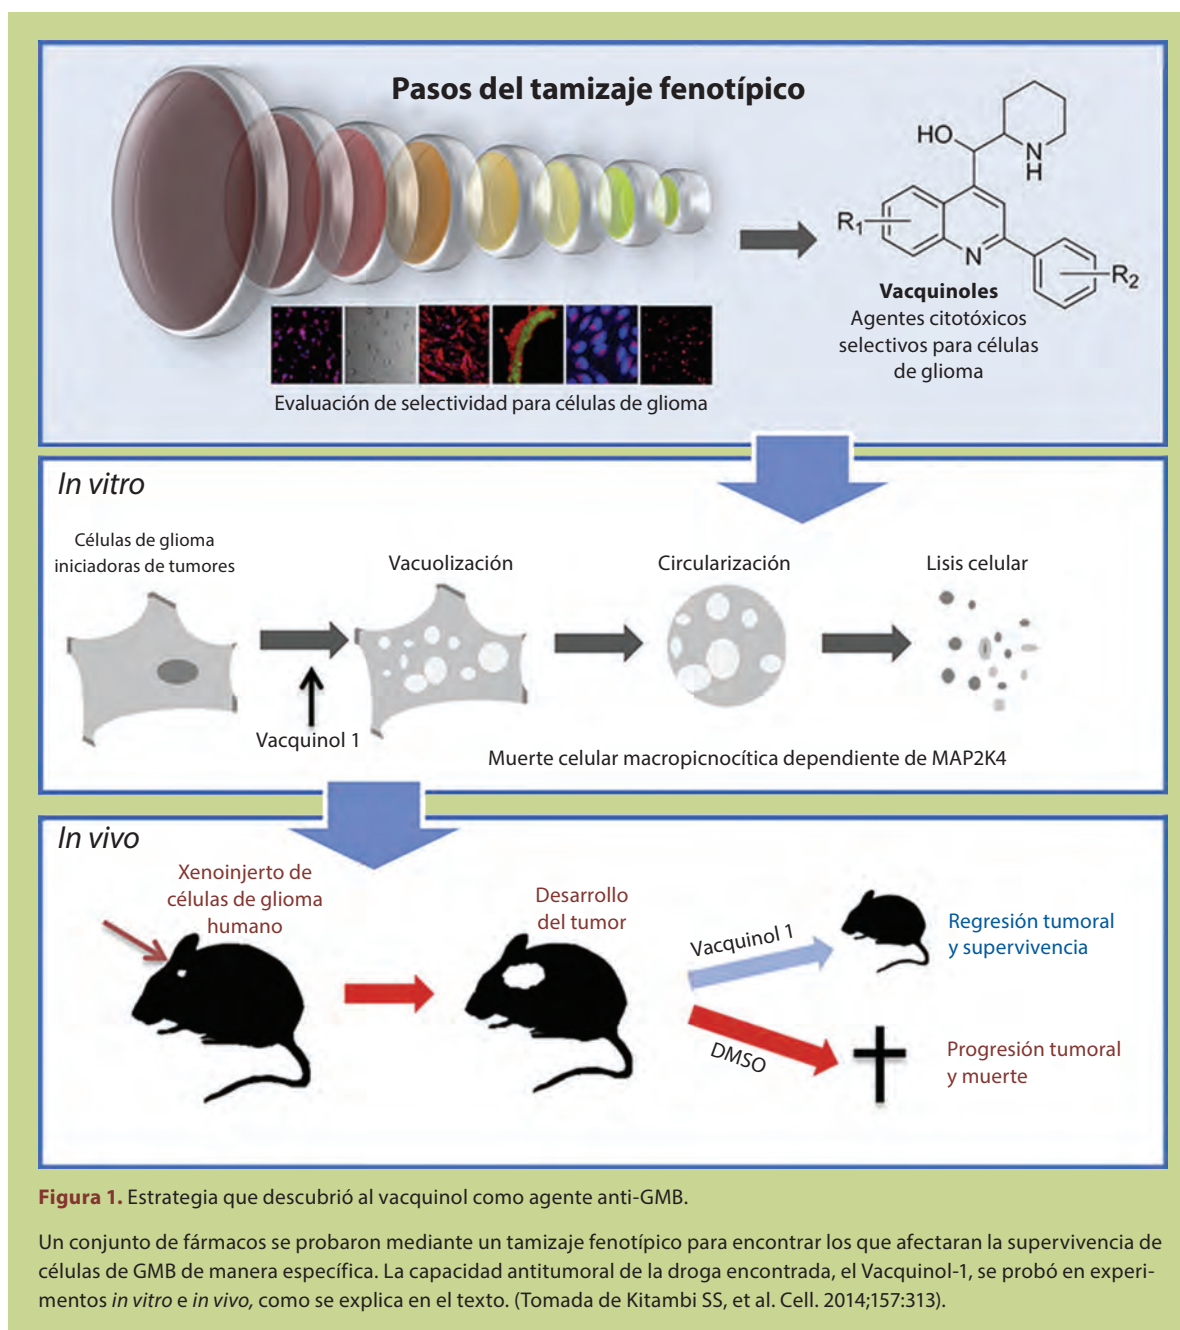 Pasos del tamizaje fenotípico
HO
N
H
R1
N
R2
Vacquinoles
Agentes citotóxicos
selectivos para células
de glioma
Evaluación de selectividad para células de glioma
In vitro
Células de glioma
iniciadoras de tumores
Vacuolización
Circularización
Lisis celular
Vacquinol 1
Muerte celular macropicnocítica dependiente de MAP2K4
In vivo
Xenoinjerto de
células de glioma
humano
Desarrollo
del tumor
Vacquinol 1
Regresión tumoral
y supervivencia
DMSO
Progresión tumoral
y muerte
Figura 1. Estrategia que descubrió al vacquinol como agente anti-GMB.
Un conjunto de fármacos se probaron mediante un tamizaje fenotípico para encontrar los que afectaran la supervivencia de
células de GMB de manera específica. La capacidad antitumoral de la droga encontrada, el Vacquinol-1, se probó en experi-
mentos in vitro e in vivo, como se explica en el texto. (Tomada de Kitambi SS, et al. Cell. 2014;157:313).